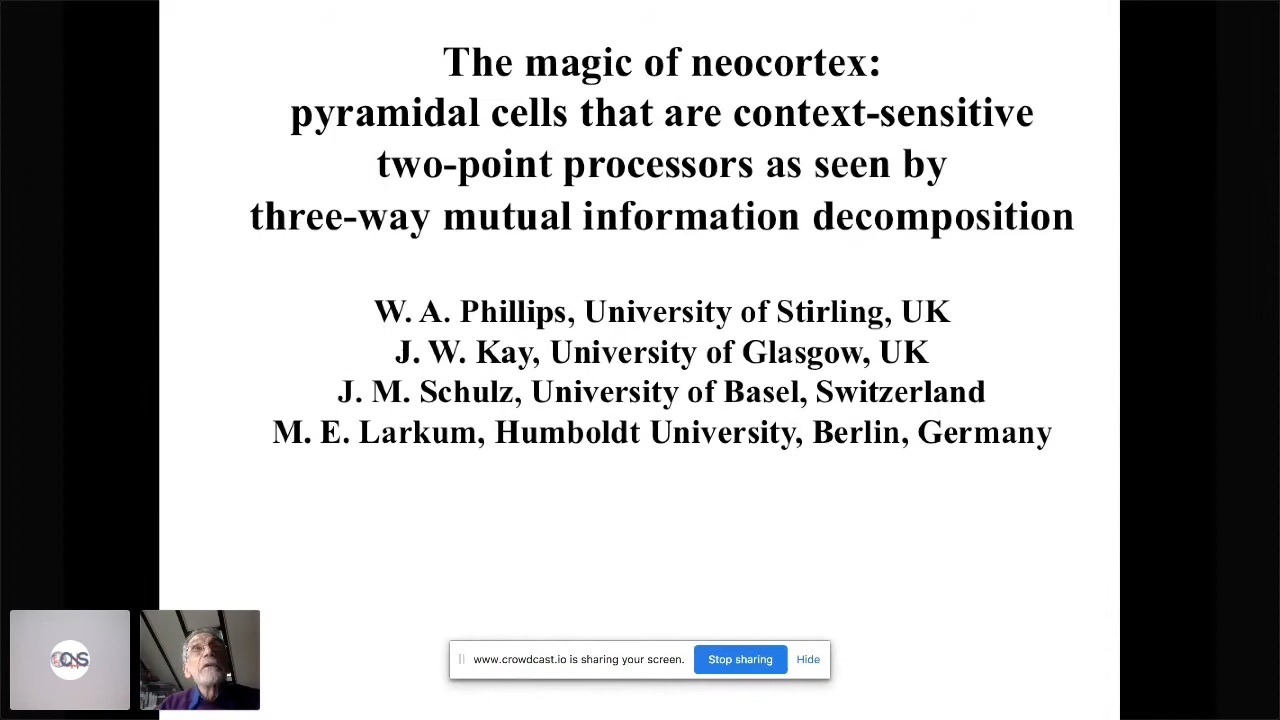 The magic of neocortex:
pyramidal cells that are context-sensitive
two-point processors as seen by
three-way mutual information decomposition
W. A. Phillips, University of Stirling, UK
J. W. Kay, University of Glasgow, UK
J. M. Schulz, University of Basel, Switzerland
M. E. Larkum, Humboldt University, Berlin, Germany
www.crowdcast.io is sharing your screen.
Stop sharing
Hide